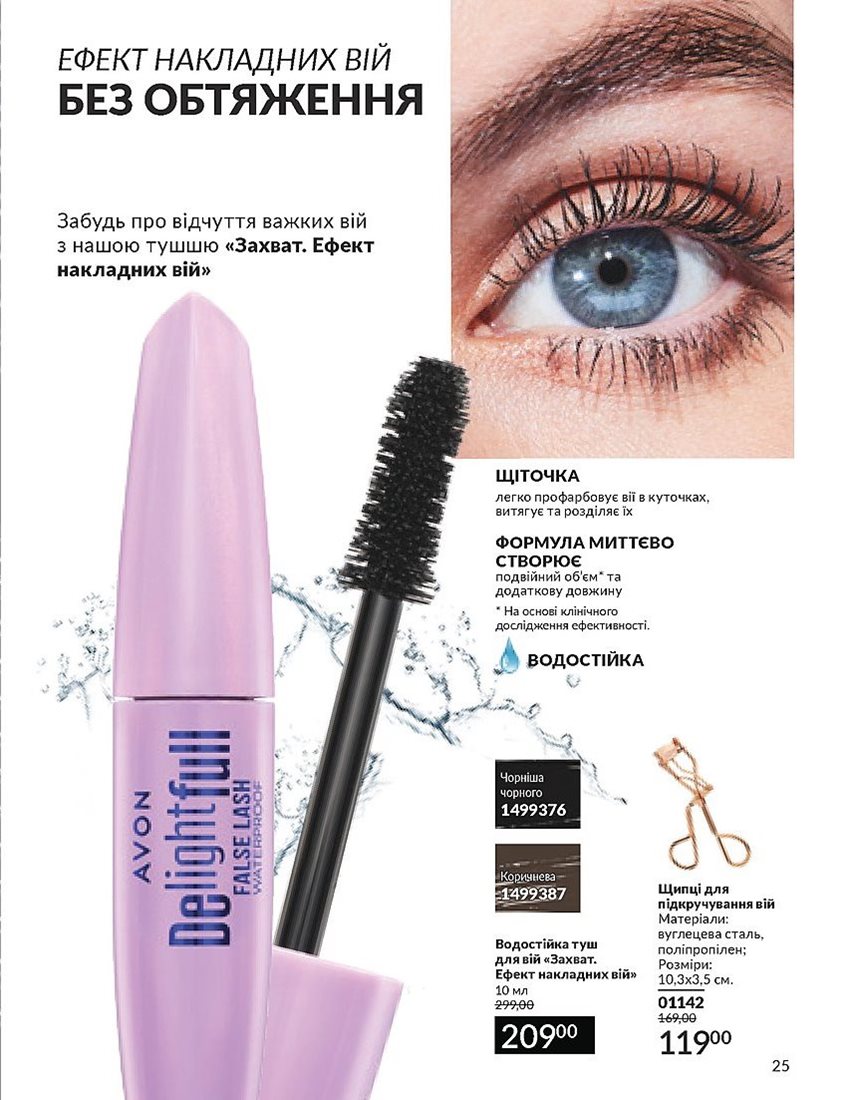 ЕФЕКТ НАКЛАДНИХ ВІЙ
БЕЗ ОБТЯЖЕННЯ
Забудь про відчуття важких вій
з нашою тушшю «Захват. Ефект
накладних вій»
ЩІТОЧКА
легко профарбовує вії в куточках,
витягує та розділяє їх
ФОРМУЛА МИТТЄВО
СТВОРЮЄ
подвійний об'єм* та
додаткову довжину
* На основі клінічного
дослідження ефективності.
ВОДОСТІЙКА
AVON
Delightfull
FALSE LASH
WATERPROOF
Чорніша
чорного
1499376
Коричнева
1499387
Водостійка туш
для вій «Захват.
Ефект накладних вій»
10 мл
299,00
20900
Щипці для
підкручування вій
Матеріали:
вуглецева сталь,
поліпропілен;
Розміри:
10,3х3,5 см.
01142
169,00
11900
25